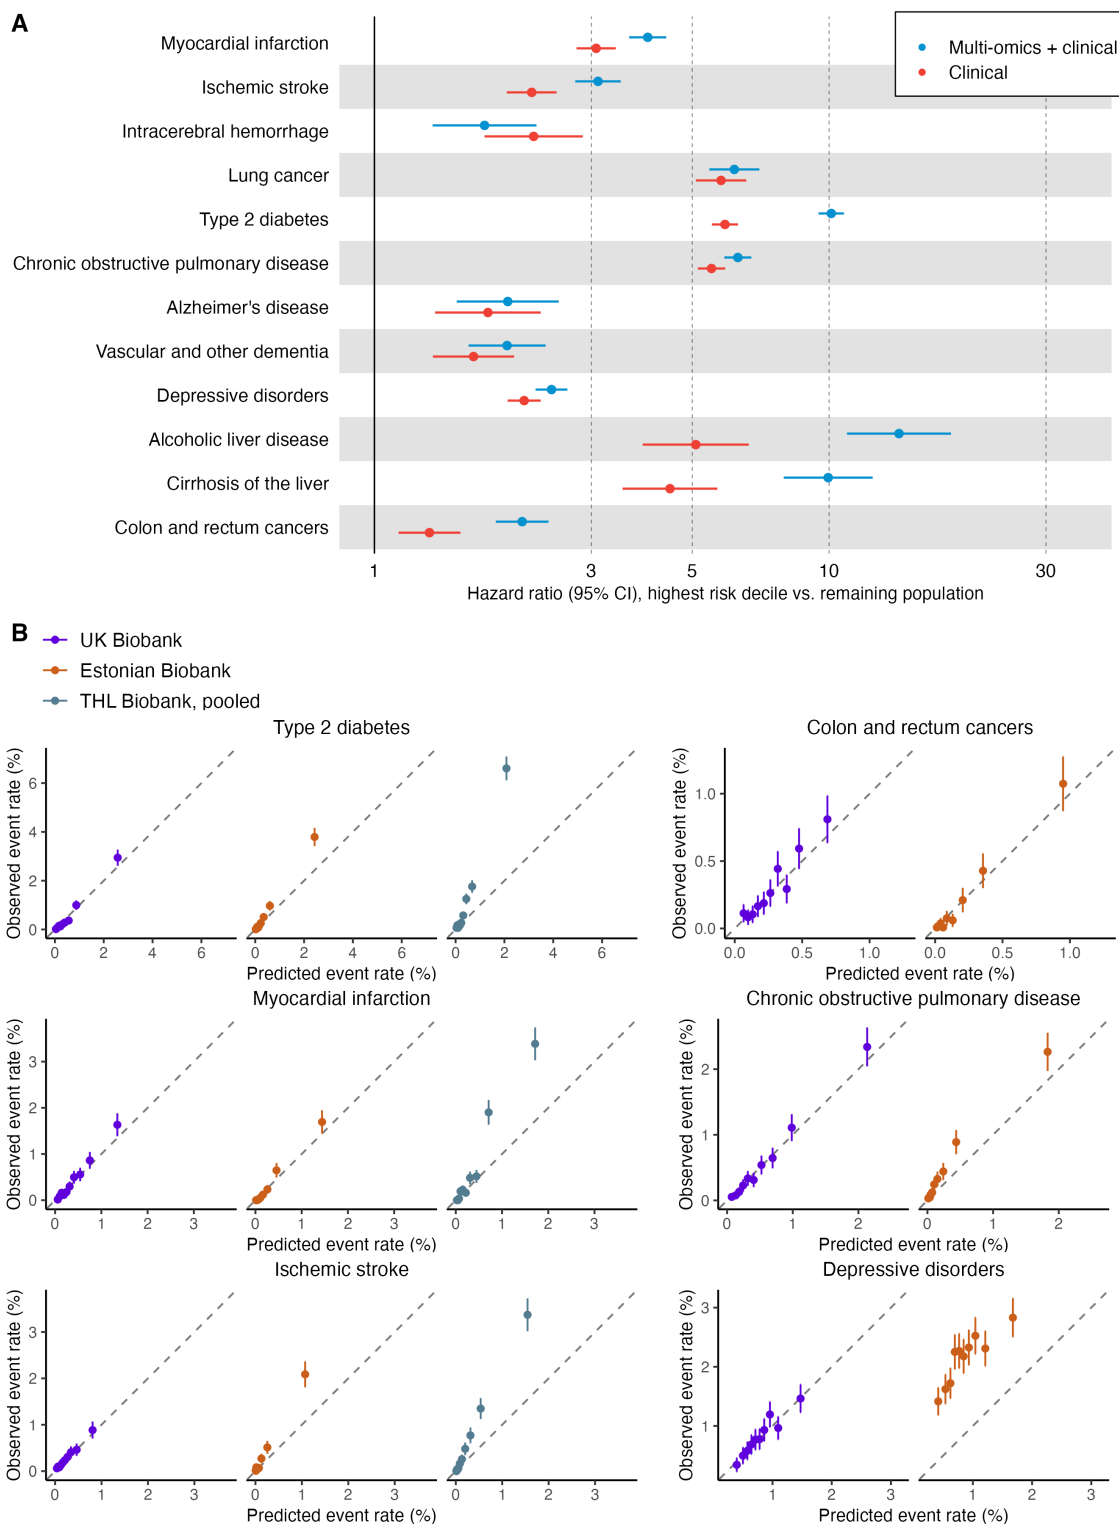 A
Multi-omics + clinical
Clinical
Myocardial infarction
Ischemic stroke
Intracerebral hemorrhage
Lung cancer
Type 2 diabetes
Chronic obstructive pulmonary disease
Alzheimer's disease
Vascular and other dementia
Depressive disorders
Alcoholic liver disease
Cirrhosis of the liver
Colon and rectum cancers
1 3 5 10 30
Hazard ratio (95% CI), highest risk decile vs. remaining population
B
UK Biobank
Estonian Biobank
THL Biobank, pooled
Type 2 diabetes
Observed event rate (%)
6
4
2
0
0 2 4 6 0 2 4 6 0 2 4 6
Predicted event rate (%)
Colon and rectum cancers
Observed event rate (%)
1.0
0.5
0.0
0.0 0.5 1.0 0.0 0.5 1.0
Predicted event rate (%)
Myocardial infarction
Observed event rate (%)
3
2
1
0
0 1 2 3 0 1 2 3 0 1 2 3
Predicted event rate (%)
Chronic obstructive pulmonary disease
Observed event rate (%)
2
1
0
0 1 2 0 1 2
Predicted event rate (%)
Ischemic stroke
Observed event rate (%)
3
2
1
0
0 1 2 3 0 1 2 3 0 1 2 3
Predicted event rate (%)
Depressive disorders
Observed event rate (%)
3
2
1
1 2 3 1 2 3
Predicted event rate (%)